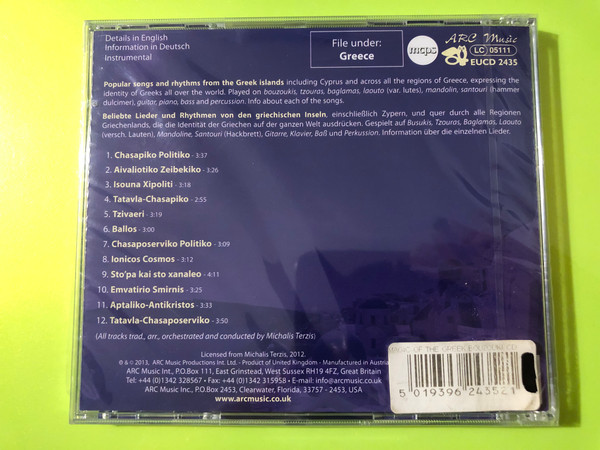 Details in English
Information in Deutsch
Instrumental
File under:
Greece
mcps
ARC Music
LC 05111
EUCD 2435
Popular songs and rhythms from the Greek islands including Cyprus and across all the regions of Greece, expressing the
identity of Greeks all over the world. Played on bouzoukis, tzouras, baglamas, laouto (var. lutes), mandolin, santouri (hammer
dulcimer), guitar, piano, bass and percussion. Info about each of the songs.
Beliebte Lieder und Rhythmen von den griechischen Inseln, einschließlich Zypern, und quer durch alle Regionen
Griechenlands, die die Identität der Griechen auf der ganzen Welt ausdrücken. Gespielt auf Busukis, Tzouras, Baglamas, Laouto
(versch. Lauten), Mandoline, Santouri (Hackbrett), Gitarre, Klavier, Baß und Perkussion. Information über die einzelnen Lieder.
1. Chasapiko Politiko - 3:37
2. Aivaliotiko Zeibekiko - 3:26
3. Isouna Xipoliti - 3:18
4. Tatavla-Chasapiko - 2:55
5. Tzivaeri - 3:19
6. Ballos - 3:00
7. Chasaposerviko Politiko - 3:09
8. Ionicos Cosmos - 3:12
9. Sto'pa kai sto xanaleo - 4:11
10. Emvatirio Smirnis - 3:25
11. Aptaliko-Antikristos - 3:33
12. Tatavla-Chasaposerviko - 3:50
(All tracks trad., arr., orchestrated and conducted by Michalis Terzis)
Licensed from Michalis Terzis, 2012.
℗ & © 2013, ARC Music Productions Int. Ltd. - Product of United Kingdom - Manufactured in Austria
ARC Music Int., P.O.Box 111, East Grinstead, West Sussex RH19 4FZ, Great Britain
Tel: +44 (0)1342 328567 • Fax: +44 (0)1342 315958 • E-mail: info@arcmusic.co.uk
ARC Music Inc., P.O.Box 2453, Clearwater, Florida, 33757 - 2453, USA
www.arcmusic.co.uk
MAGIC OF THE GREEK BOUZOUKI CD
5 019396 243521